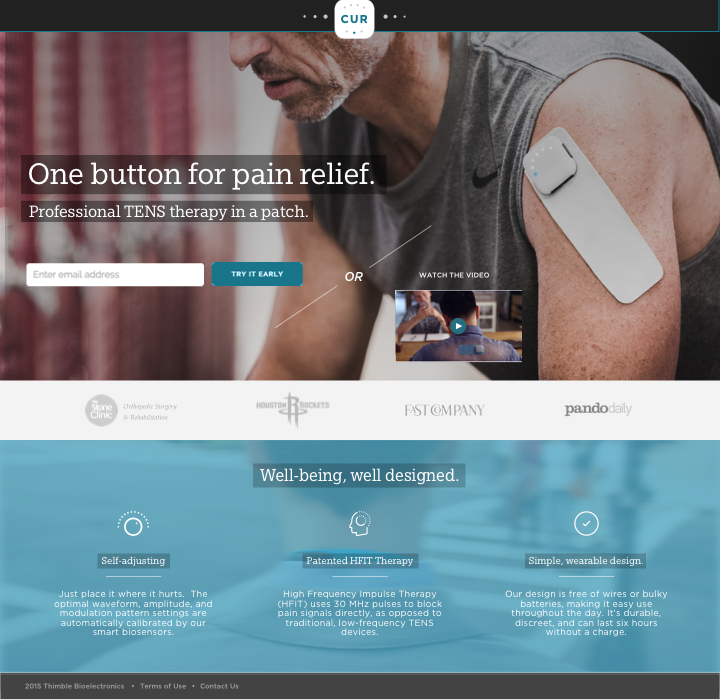 CUR
One button for pain relief.
Professional TENS therapy in a patch.
Enter email address
TRY IT EARLY
OR
WATCH THE VIDEO
The Stone Clinic
Orthopedic Surgery
& Rehabilitation
HOUSTON ROCKETS
FAST COMPANY
pandodaily
Well-being, well designed.
Self-adjusting
Just place it where it hurts. The
optimal waveform, amplitude, and
modulation pattern settings are
automatically calibrated by our
smart biosensors.
Patented HFIT Therapy
High Frequency Impulse Therapy
(HFIT) uses 30 MHz pulses to block
pain signals directly, as opposed to
traditional, low-frequency TENS
devices.
Simple, wearable design.
Our design is free of wires or bulky
batteries, making it easy use
throughout the day. It's durable,
discreet, and can last six hours
without a charge.
2015 Thimble Bioelectronics • Terms of Use • Contact Us